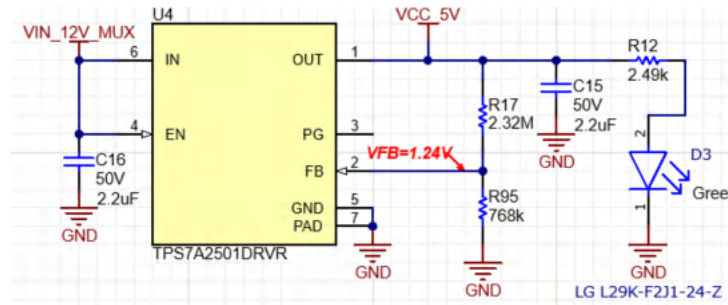 U4
VIN_12V_MUX
VCC_5V
6
IN
OUT
1
R12
2.49k
C15
50V
2.2uF
R17
2.32M
4
EN
PG
3
VFB=1.24V
FB
2
C16
50V
2.2uF
2
D3
Gree
1
R95
768k
GND
5
PAD
7
GND
GND
GND
GND
GND
TPS7A2501DRVR
LG L29K-F2J1-24-Z